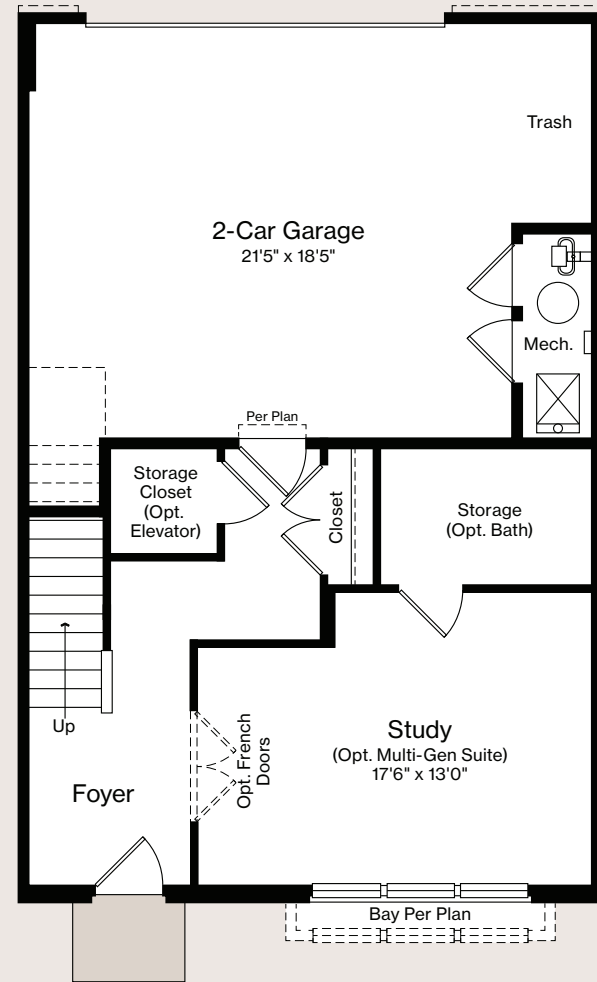 Trash
2-Car Garage
21'5" x 18'5"
Mech.
Per Plan
Storage
Closet
(Opt.
Elevator)
Closet
Storage
(Opt. Bath)
Up
Foyer
Opt. French
Doors
Study
(Opt. Multi-Gen Suite)
17'6" x 13'0"
Bay Per Plan